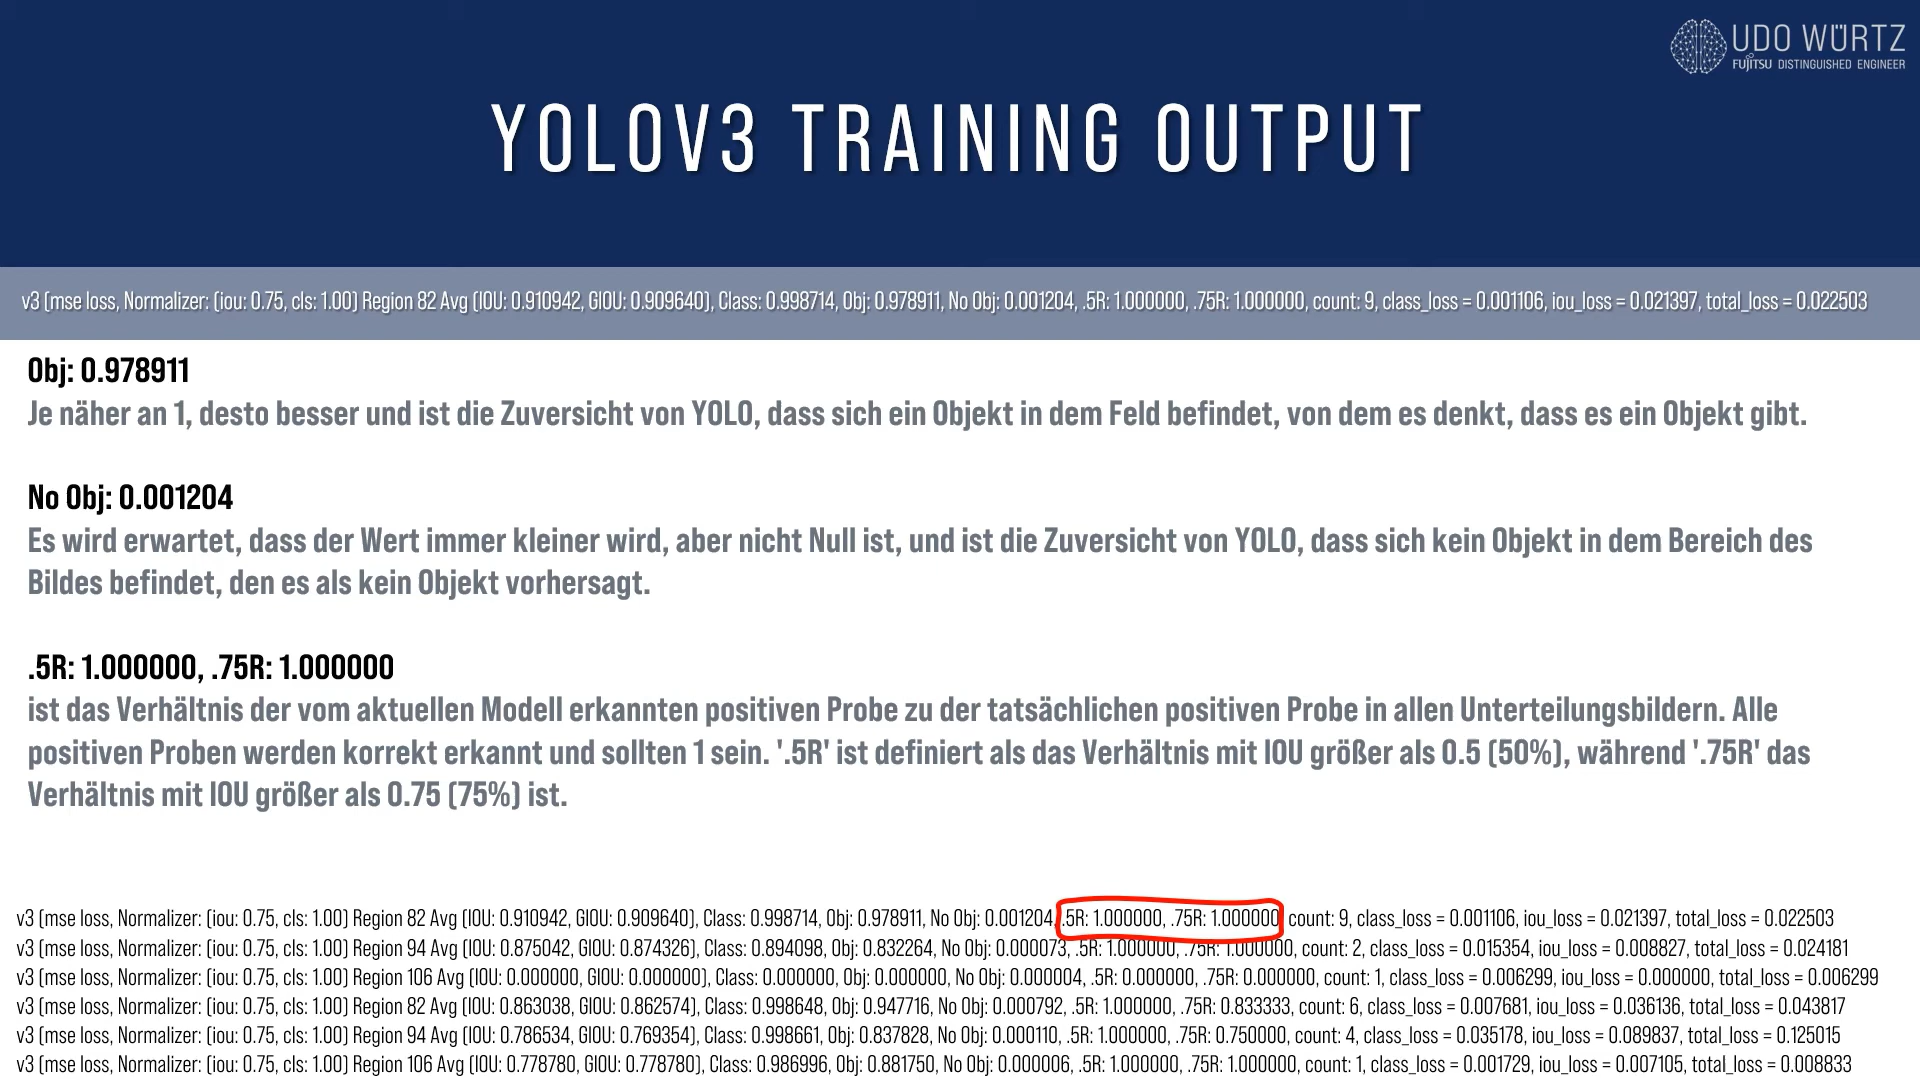 UDO WÜRTZ
FUJITSU DISTINGUISHED ENGINEER
YOLOV3 TRAINING OUTPUT
v3 (mse loss, Normalizer: (iou: 0.75, cls: 1.00) Region 82 Avg (IOU: 0.910942, GIOU: 0.909640), Class: 0.998714, Obj: 0.978911, No Obj: 0.001204, .5R: 1.000000, .75R: 1.000000, count: 9, class_loss = 0.001106, iou_loss = 0.021397, total_loss = 0.022503
Obj: 0.978911
Je näher an 1, desto besser und ist die Zuversicht von YOLO, dass sich ein Objekt in dem Feld befindet, von dem es denkt, dass es ein Objekt gibt.
No Obj: 0.001204
Es wird erwartet, dass der Wert immer kleiner wird, aber nicht Null ist, und ist die Zuversicht von YOLO, dass sich kein Objekt in dem Bereich des
Bildes befindet, den es als kein Objekt vorhersagt.
.5R: 1.000000, .75R: 1.000000
ist das Verhältnis der vom aktuellen Modell erkannten positiven Probe zu der tatsächlichen positiven Probe in allen Unterteilungsbildern. Alle
positiven Proben werden korrekt erkannt und sollten 1 sein. '.5R' ist definiert als das Verhältnis mit IOU größer als 0.5 (50%), während '.75R' das
Verhältnis mit IOU größer als 0.75 (75%) ist.
v3 (mse loss, Normalizer: (iou: 0.75, cls: 1.00) Region 82 Avg (IOU: 0.910942, GIOU: 0.909640), Class: 0.998714, Obj: 0.978911, No Obj: 0.001204, .5R: 1.000000, .75R: 1.000000, count: 9, class_loss = 0.001106, iou_loss = 0.021397, total_loss = 0.022503
v3 (mse loss, Normalizer: (iou: 0.75, cls: 1.00) Region 94 Avg (IOU: 0.875042, GIOU: 0.874326), Class: 0.894098, Obj: 0.832264, No Obj: 0.000073, .5R: 1.000000, .75R: 1.000000, count: 2, class_loss = 0.015354, iou_loss = 0.008827, total_loss = 0.024181
v3 (mse loss, Normalizer: (iou: 0.75, cls: 1.00) Region 106 Avg (IOU: 0.000000, GIOU: 0.000000), Class: 0.000000, Obj: 0.000000, No Obj: 0.000004, .5R: 0.000000, .75R: 0.000000, count: 1, class_loss = 0.006299, iou_loss = 0.000000, total_loss = 0.006299
v3 (mse loss, Normalizer: (iou: 0.75, cls: 1.00) Region 82 Avg (IOU: 0.863038, GIOU: 0.862574), Class: 0.998648, Obj: 0.947716, No Obj: 0.000792, .5R: 1.000000, .75R: 0.833333, count: 6, class_loss = 0.007681, iou_loss = 0.036136, total_loss = 0.043817
v3 (mse loss, Normalizer: (iou: 0.75, cls: 1.00) Region 94 Avg (IOU: 0.786534, GIOU: 0.769354), Class: 0.998661, Obj: 0.837828, No Obj: 0.000110, .5R: 1.000000, .75R: 0.750000, count: 4, class_loss = 0.035178, iou_loss = 0.089837, total_loss = 0.125015
v3 (mse loss, Normalizer: (iou: 0.75, cls: 1.00) Region 106 Avg (IOU: 0.778780, GIOU: 0.778780), Class: 0.986996, Obj: 0.881750, No Obj: 0.000006, .5R: 1.000000, .75R: 1.000000, count: 1, class_loss = 0.001729, iou_loss = 0.007105, total_loss = 0.008833